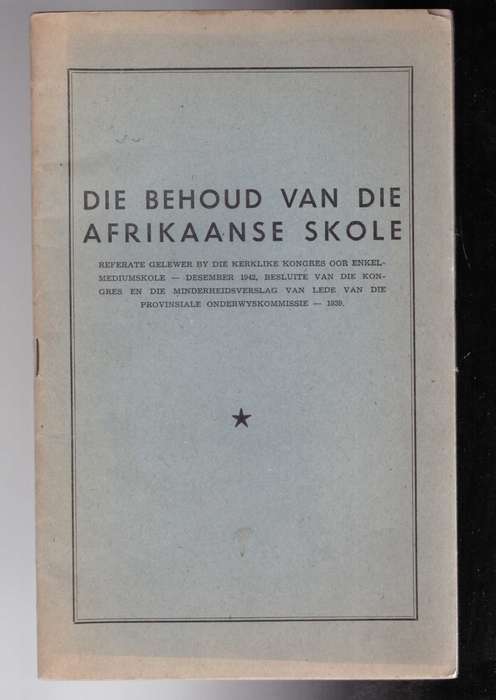 DIE BEHOUD VAN DIE
AFRIKAANSE SKOLE
REFERATE GELEWER BY DIE KERKLIKE KONGRES OOR ENKEL-
MEDIUMSKOLE — DESEMBER 1942, BESLUITE VAN DIE KON-
GRES EN DIE MINDERHEIDSVERSLAG VAN LEDE VAN DIE
PROVINSIALE ONDERWYSKOMMISSIE — 1939.